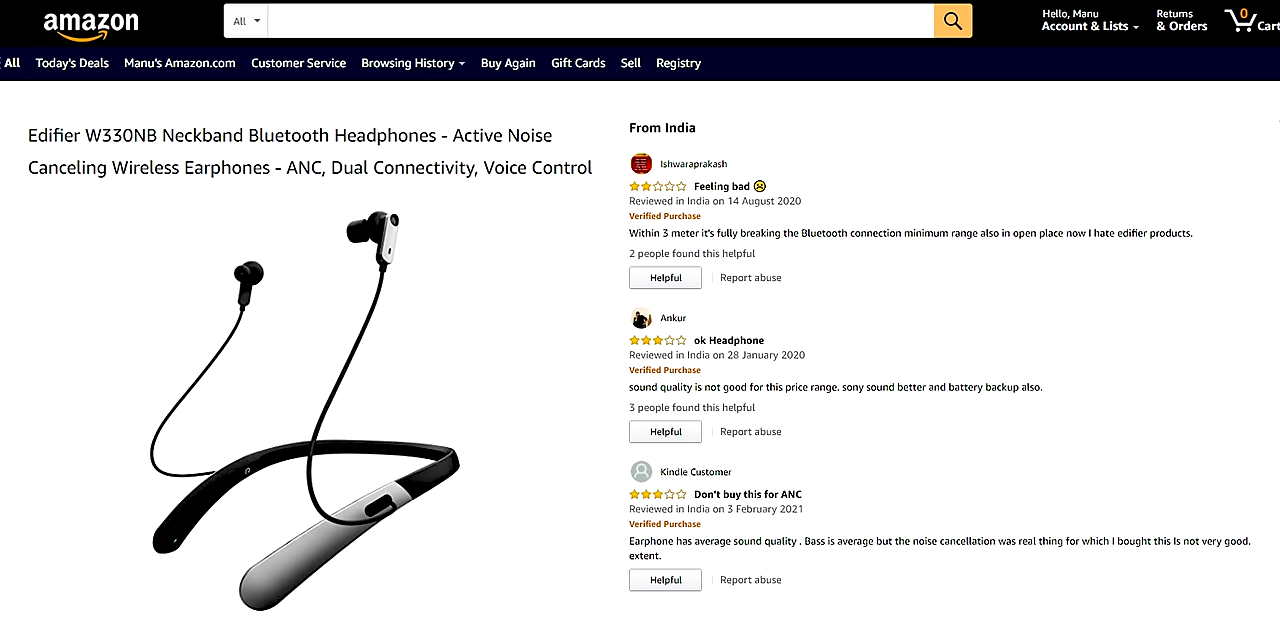 amazon
All
Hello, Manu
Account & Lists
Returns
& Orders
0
Cart
All
Today's Deals
Manu's Amazon.com
Customer Service
Browsing History
Buy Again
Gift Cards
Sell
Registry
Edifier W330NB Neckband Bluetooth Headphones - Active Noise
Canceling Wireless Earphones - ANC, Dual Connectivity, Voice Control
From India
Ishwaraprakash
Feeling bad ☹
Reviewed in India on 14 August 2020
Verified Purchase
Within 3 meter it's fully breaking the Bluetooth connection minimum range also in open place now I hate edifier products.
2 people found this helpful
Helpful
Report abuse
Ankur
ok Headphone
Reviewed in India on 28 January 2020
Verified Purchase
sound quality is not good for this price range. sony sound better and battery backup also.
3 people found this helpful
Helpful
Report abuse
Kindle Customer
Don't buy this for ANC
Reviewed in India on 3 February 2021
Verified Purchase
Earphone has average sound quality . Bass is average but the noise cancellation was real thing for which I bought this Is not very good.
extent.
Helpful
Report abuse